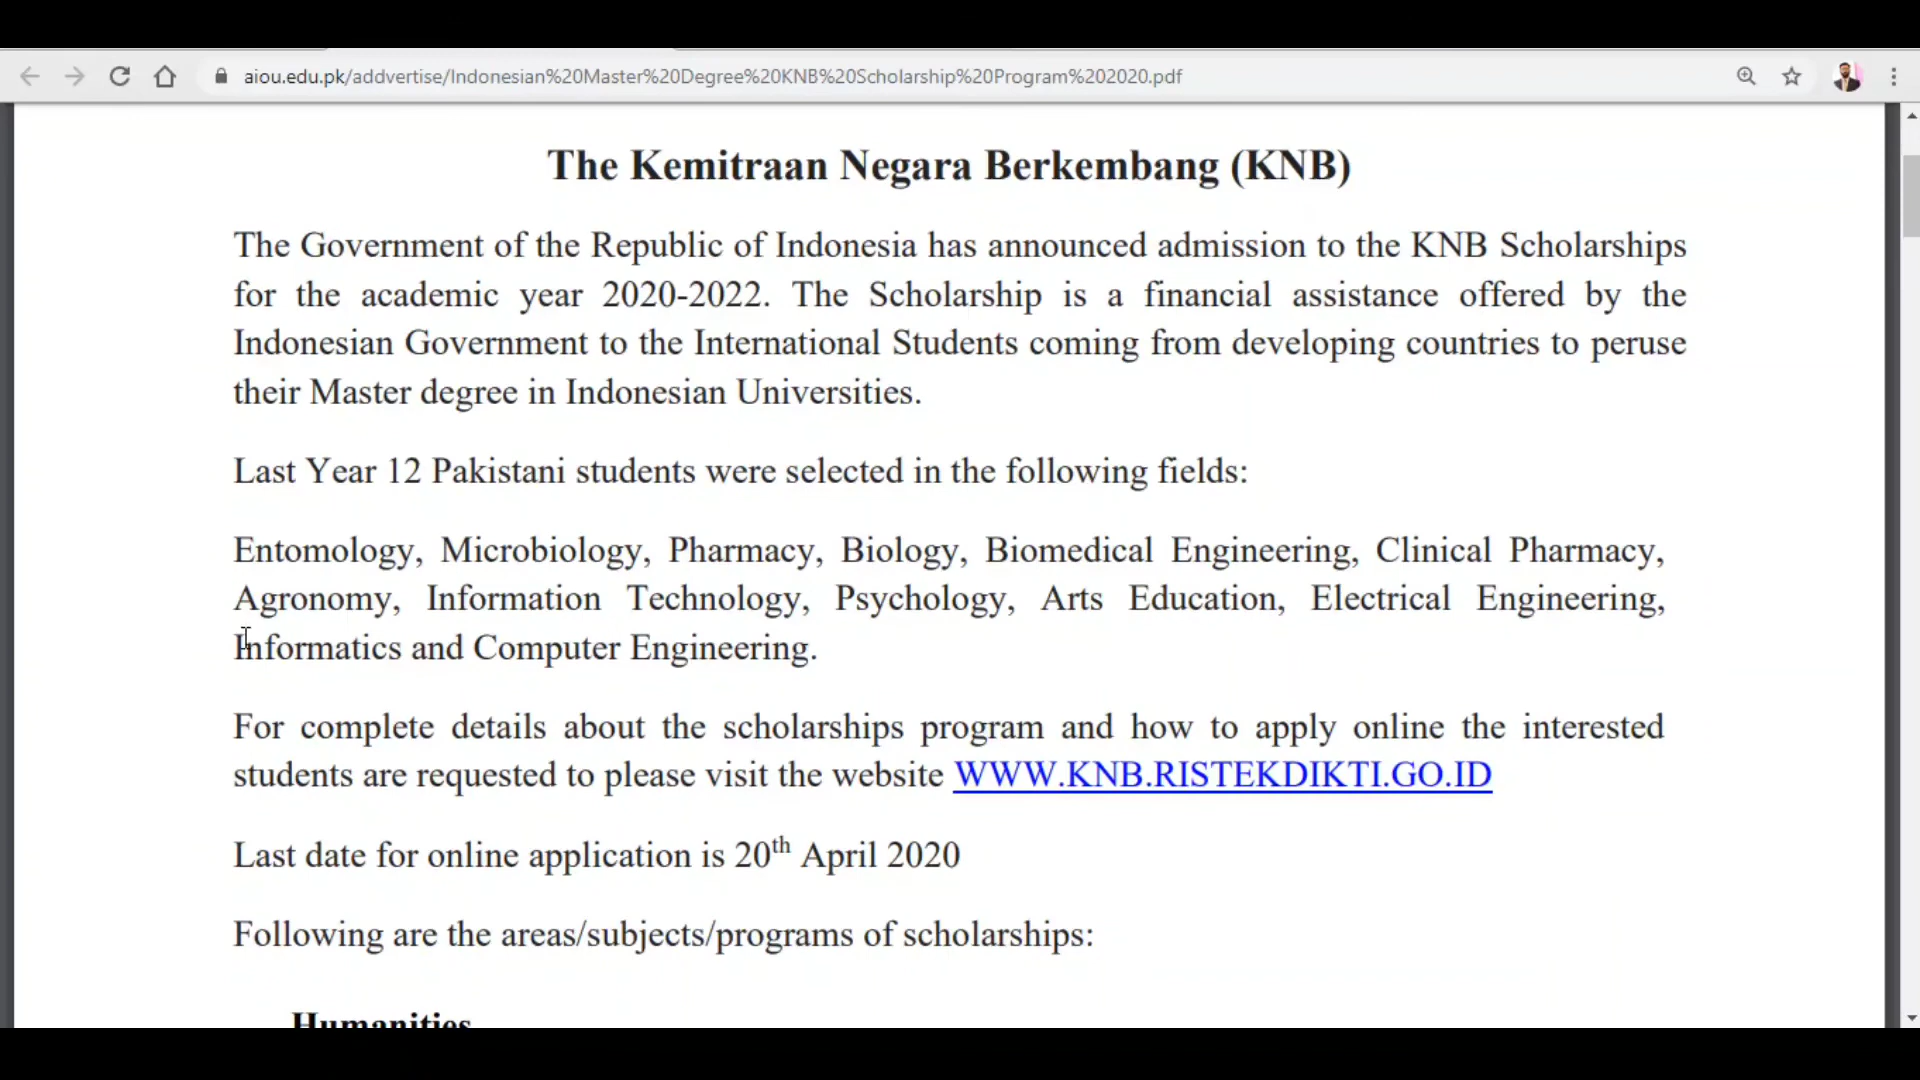 aiou.edu.pk/addvertise/Indonesian%20Master%20Degree%20KNB%20Scholarship%20Program%202020.pdf
The Kemitraan Negara Berkembang (KNB)
The Government of the Republic of Indonesia has announced admission to the KNB Scholarships
for the academic year 2020-2022. The Scholarship is a financial assistance offered by the
Indonesian Government to the International Students coming from developing countries to peruse
their Master degree in Indonesian Universities.
Last Year 12 Pakistani students were selected in the following fields:
Entomology, Microbiology, Pharmacy, Biology, Biomedical Engineering, Clinical Pharmacy,
Agronomy, Information Technology, Psychology, Arts Education, Electrical Engineering,
Informatics and Computer Engineering.
For complete details about the scholarships program and how to apply online the interested
students are requested to please visit the website WWW.KNB.RISTEKDIKTI.GO.ID
Last date for online application is 20th April 2020
Following are the areas/subjects/programs of scholarships:
Humanities